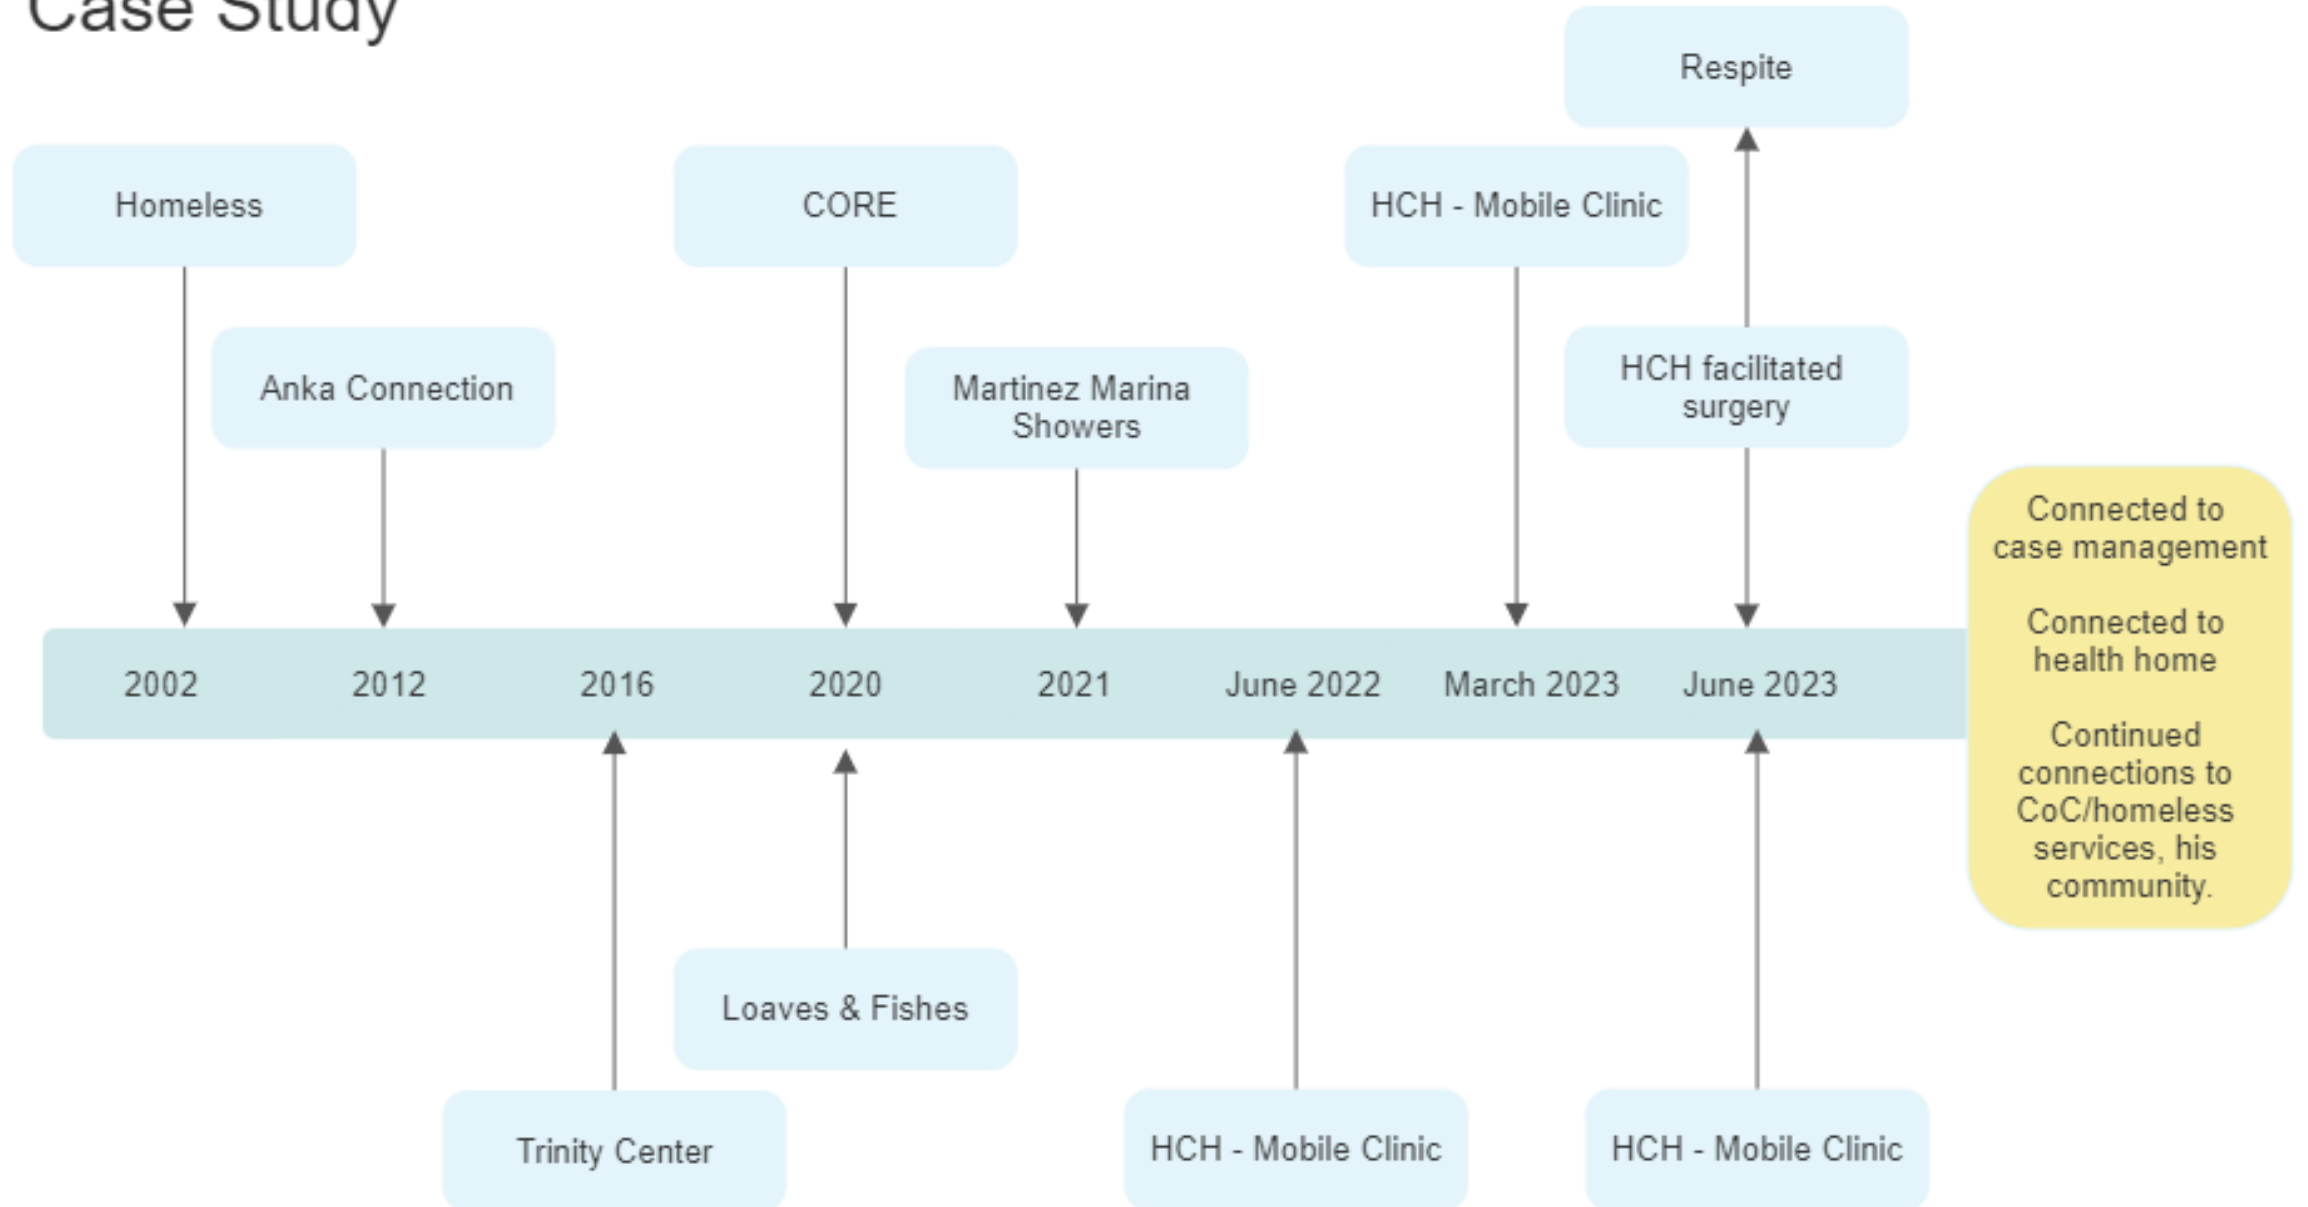 Case Study
Respite
Homeless
CORE
HCH - Mobile Clinic
Anka Connection
Martinez Marina
Showers
HCH facilitated
surgery
2002
2012
2016
2020
2021
June 2022
March 2023
June 2023
Connected to
case management
Connected to
health home
Continued
connections to
CoC/homeless
services, his
community.
Loaves & Fishes
Trinity Center
HCH - Mobile Clinic
HCH - Mobile Clinic